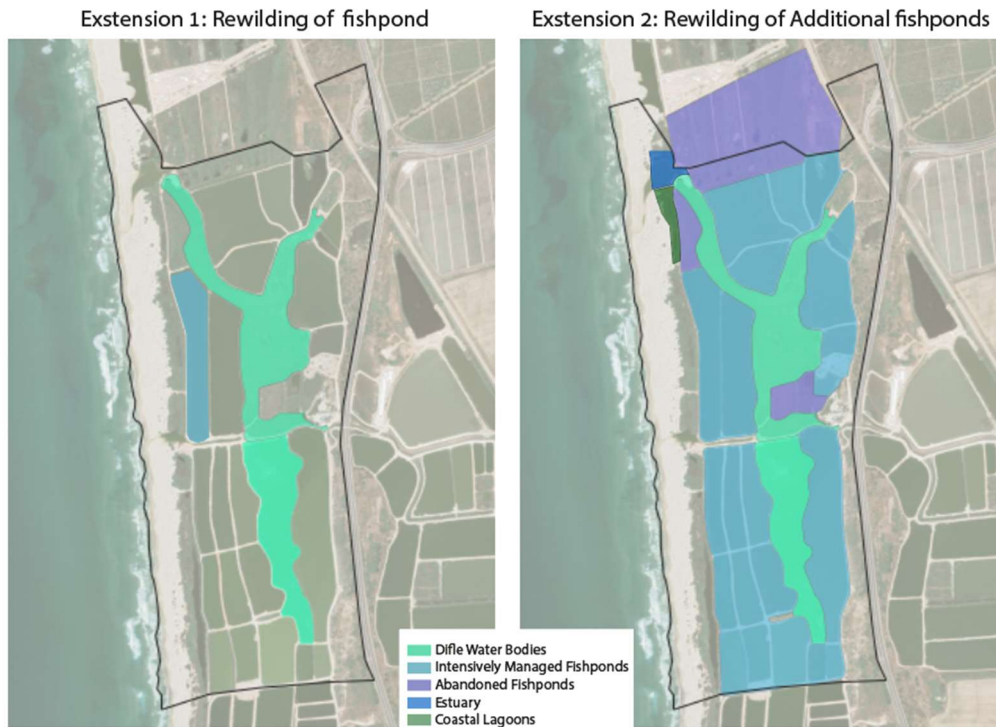 Exstension 1: Rewilding of fishpond
Exstension 2: Rewilding of Additional fishponds
Difle Water Bodies
Intensively Managed Fishponds
Abandoned Fishponds
Estuary
Coastal Lagoons